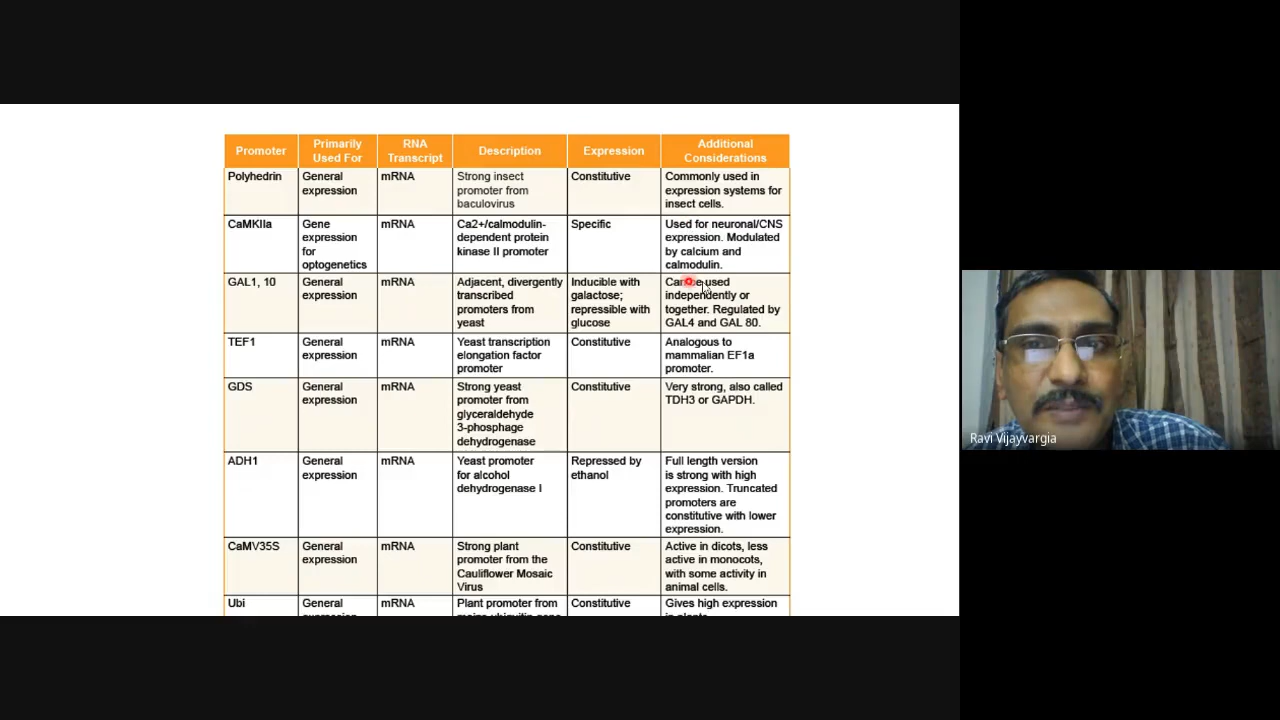 Promoter
Primarily
Used For
RNA
Transcript
Description
Expression
Additional
Considerations
Polyhedrin
General
expression
mRNA
Strong insect
promoter from
baculovirus
Constitutive
Commonly used in
expression systems for
insect cells.
CaMKIIa
Gene
expression
for
optogenetics
mRNA
Ca2+/calmodulin-
dependent protein
kinase II promoter
Specific
Used for neuronal/CNS
expression. Modulated
by calcium and
calmodulin.
GAL1, 10
General
expression
mRNA
Adjacent, divergently
transcribed
promoters from
yeast
Inducible with
galactose;
repressible with
glucose
Can be used
independently or
together. Regulated by
GAL4 and GAL 80.
TEF1
General
expression
mRNA
Yeast transcription
elongation factor
promoter
Constitutive
Analogous to
mammalian EF1a
promoter.
GDS
General
expression
mRNA
Strong yeast
promoter from
glyceraldehyde
3-phosphage
dehydrogenase
Constitutive
Very strong, also called
TDH3 or GAPDH.
ADH1
General
expression
mRNA
Yeast promoter
for alcohol
dehydrogenase I
Repressed by
ethanol
Full length version
is strong with high
expression. Truncated
promoters are
constitutive with lower
expression.
CaMV35S
General
expression
mRNA
Strong plant
promoter from the
Cauliflower Mosaic
Virus
Constitutive
Active in dicots, less
active in monocots,
with some activity in
animal cells.
Ubi
General
mRNA
Plant promoter from
Constitutive
Gives high expression
Ravi Vijayvargia